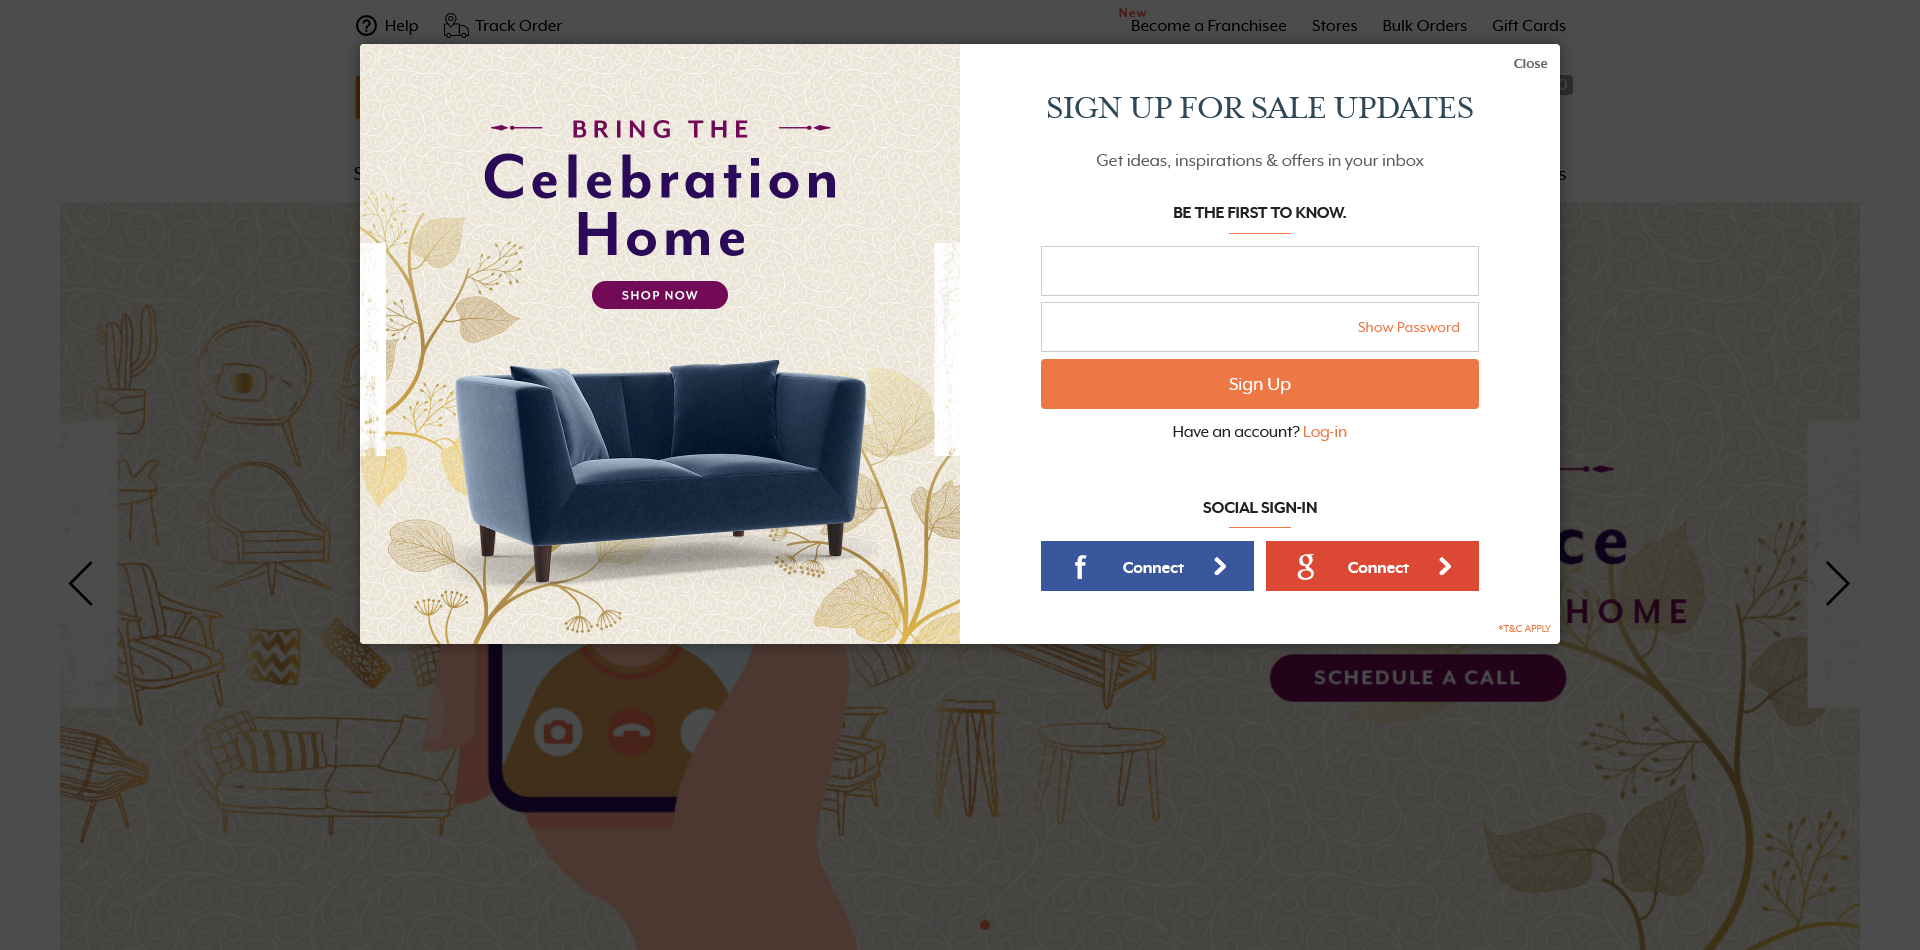 Help
Track Order
New
Become a Franchisee
Stores
Bulk Orders
Gift Cards
Close
BRING THE
Celebration
Home
SHOP NOW
SIGN UP FOR SALE UPDATES
Get ideas, inspirations & offers in your inbox
BE THE FIRST TO KNOW.
Show Password
Sign Up
Have an account? Log-in
SOCIAL SIGN-IN
f Connect
g Connect
*T&C APPLY
HOME
SCHEDULE A CALL